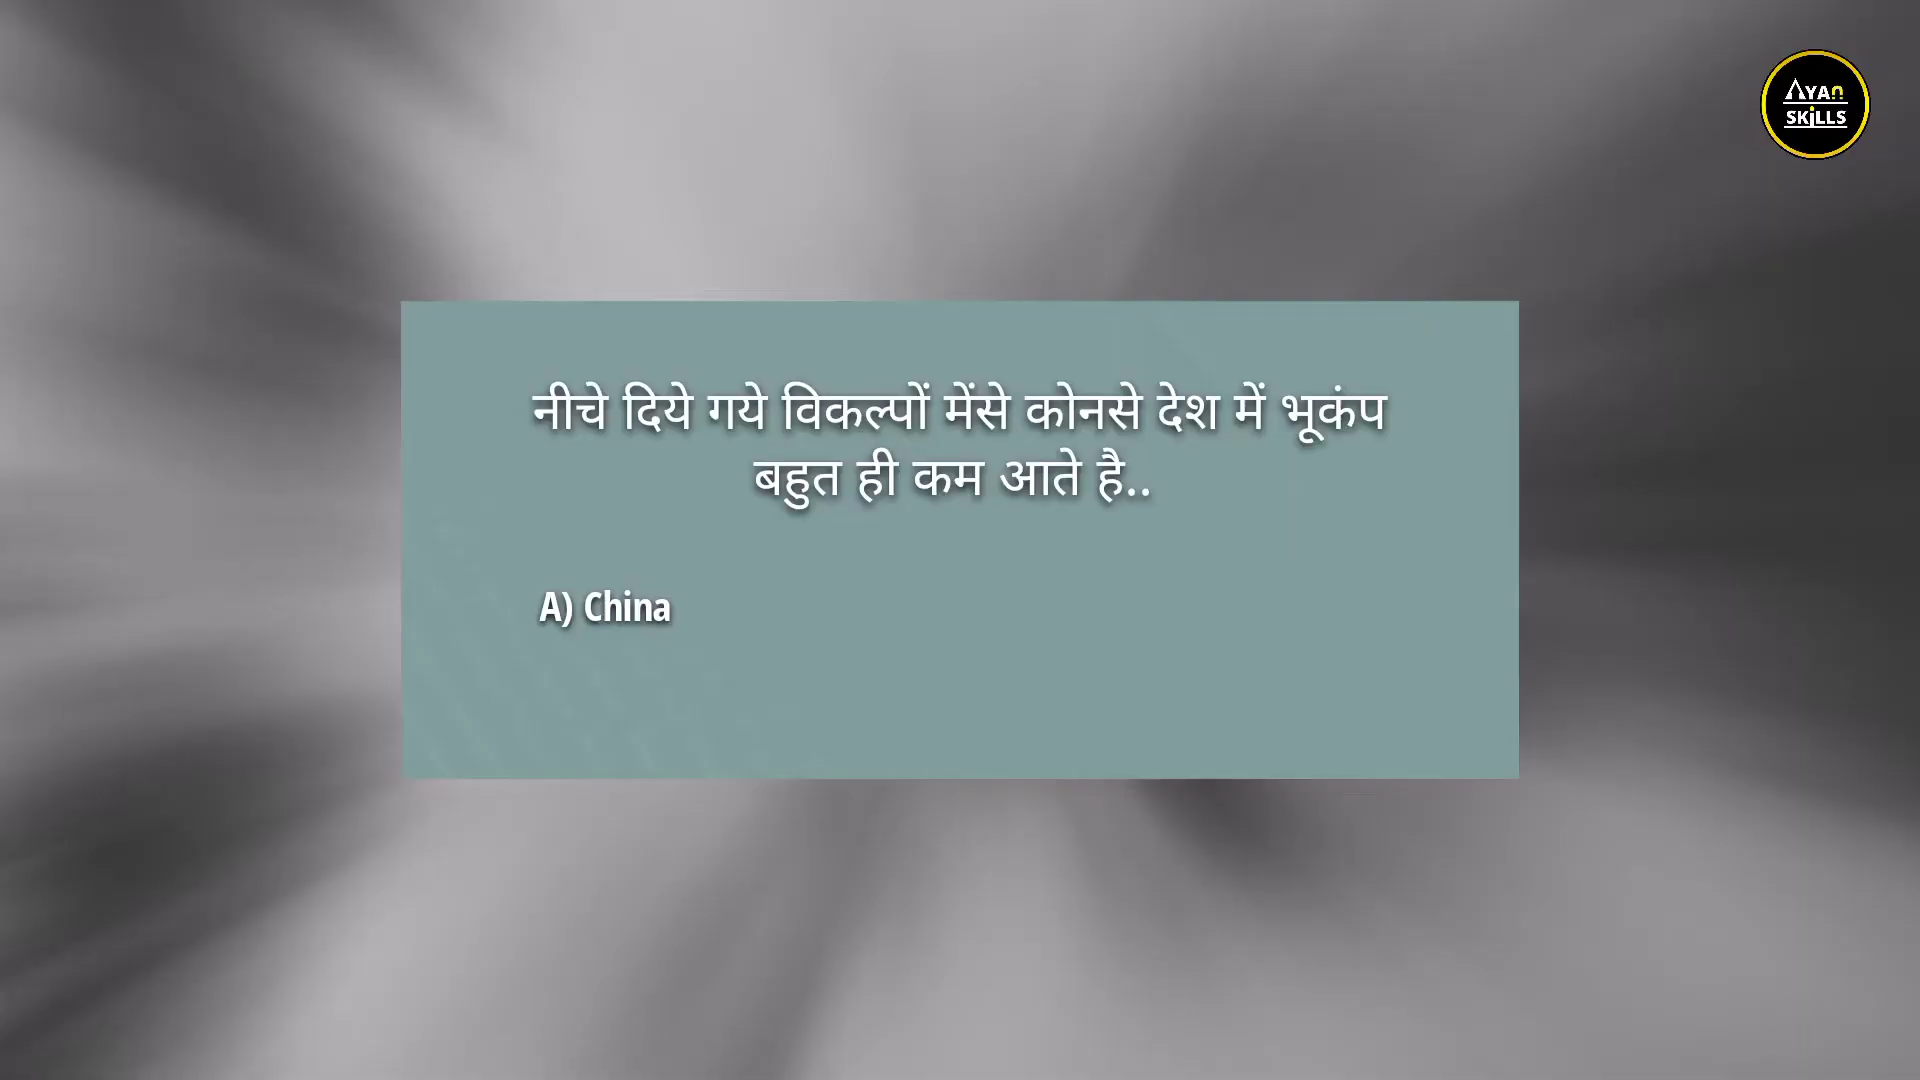 AYAn
SKiLLS
नीचे दिये गये विकल्पों मेंसे कोनसे देश में भूकंप
बहुत ही कम आते है..
A) China